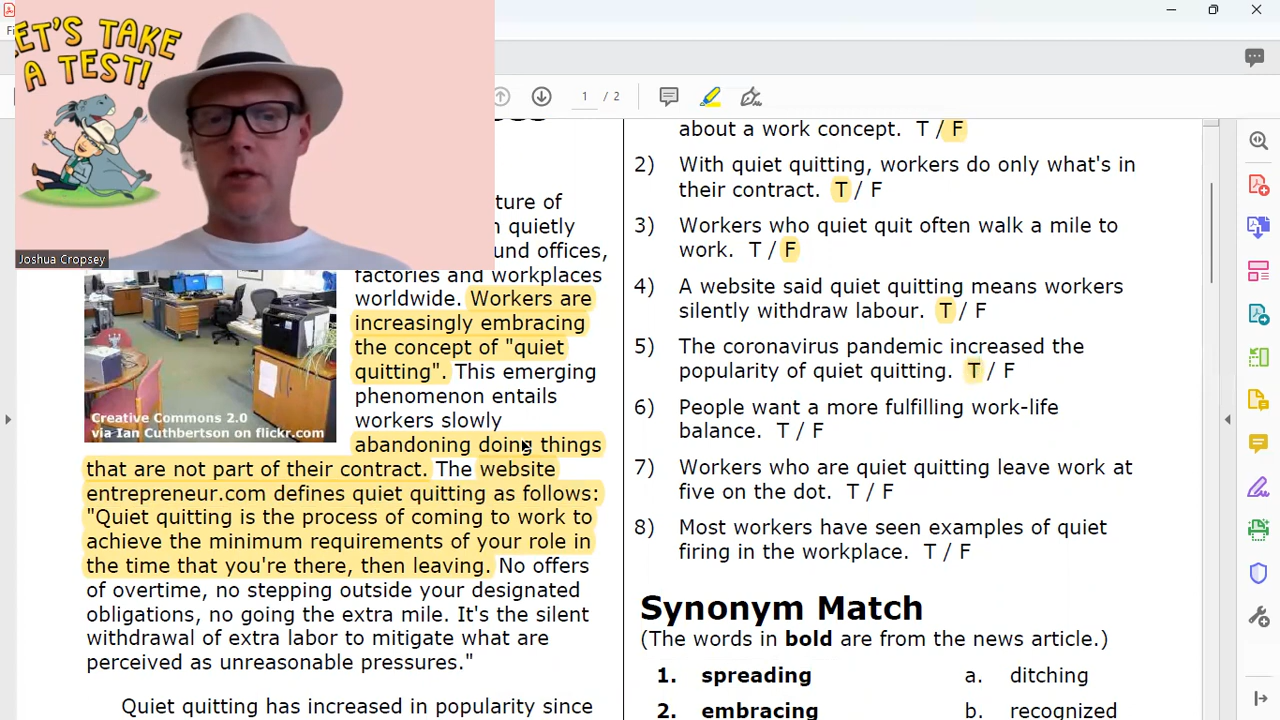 LET'S TAKE
A TEST!
Joshua Cropsey
1 / 2
ture of
n quietly
und offices,
factories and workplaces
worldwide. Workers are
increasingly embracing
the concept of "quiet
quitting". This emerging
phenomenon entails
workers slowly
abandoning doing things
that are not part of their contract. The website
entrepreneur.com defines quiet quitting as follows:
"Quiet quitting is the process of coming to work to
achieve the minimum requirements of your role in
the time that you're there, then leaving. No offers
of overtime, no stepping outside your designated
obligations, no going the extra mile. It's the silent
withdrawal of extra labor to mitigate what are
perceived as unreasonable pressures."
Quiet quitting has increased in popularity since
Creative Commons 2.0
via Ian Cuthbertson on flickr.com
about a work concept. T / F
2) With quiet quitting, workers do only what's in
their contract. T / F
3) Workers who quiet quit often walk a mile to
work. T / F
4) A website said quiet quitting means workers
silently withdraw labour. T / F
5) The coronavirus pandemic increased the
popularity of quiet quitting. T / F
6) People want a more fulfilling work-life
balance. T / F
7) Workers who are quiet quitting leave work at
five on the dot. T / F
8) Most workers have seen examples of quiet
firing in the workplace. T / F
Synonym Match
(The words in bold are from the news article.)
1. spreading a. ditching
2. embracing b. recognized